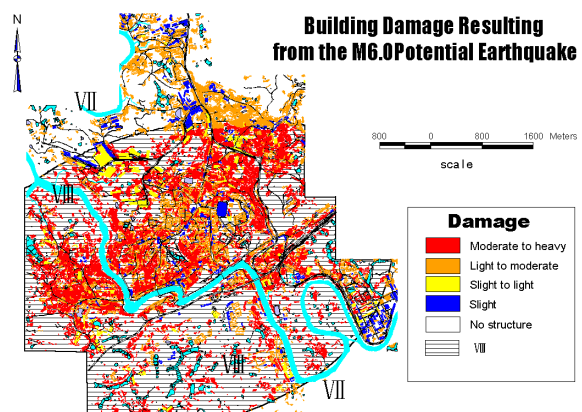 N
Building Damage Resulting
from the M6.0Potential Earthquake
Ⅶ
800 0 800 1600 Meters
scale
Ⅷ
Damage
Moderate to heavy
Light to moderate
Slight to light
Slight
No structure
Ⅷ
Ⅷ
Ⅶ